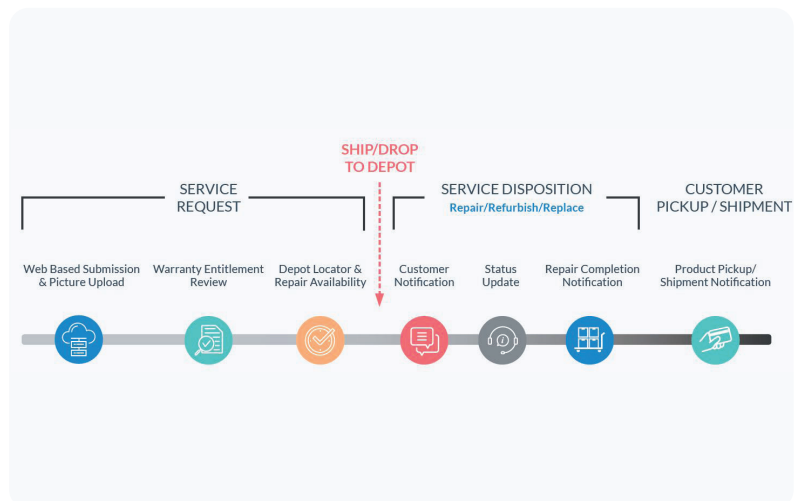 SHIP/DROP
TO DEPOT
SERVICE
REQUEST
SERVICE DISPOSITION
Repair/Refurbish/Replace
CUSTOMER
PICKUP / SHIPMENT
Web Based Submission
& Picture Upload
Warranty Entitlement
Review
Depot Locator &
Repair Availability
Customer
Notification
Status
Update
Repair Completion
Notification
Product Pickup/
Shipment Notification